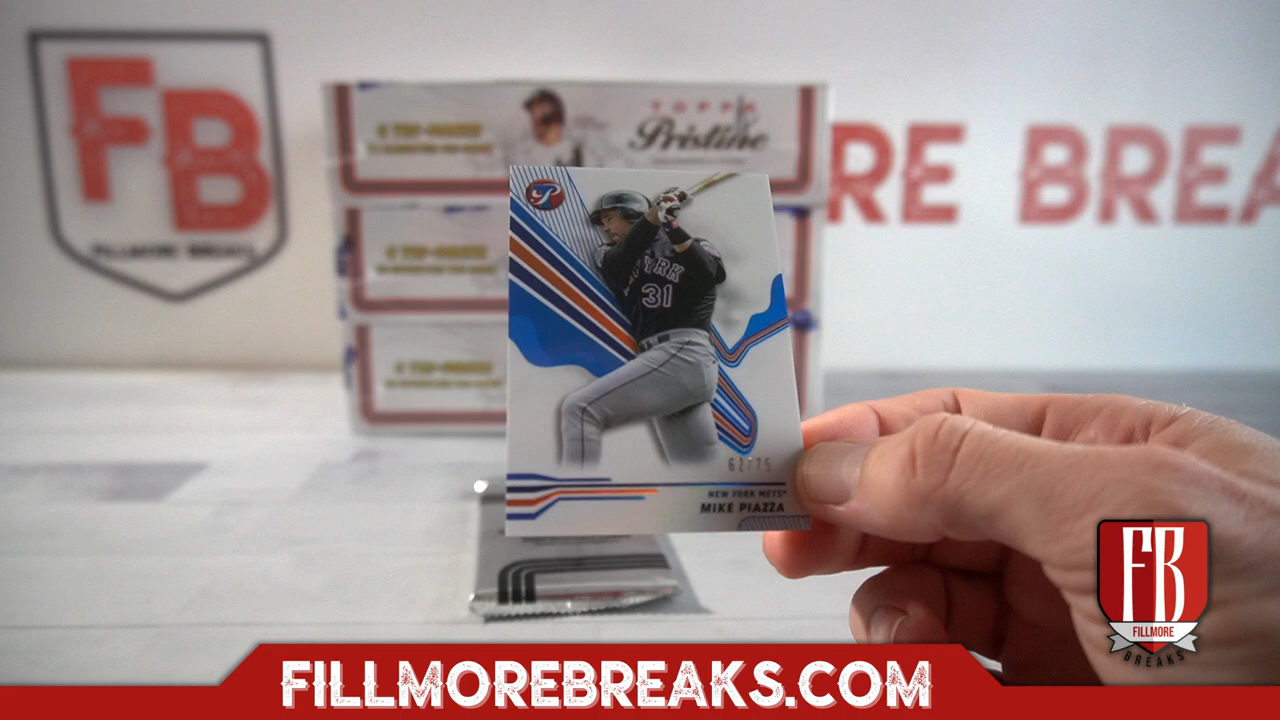 FB
FILLMORE BREAKS
TOPPS
Pristine
RE BREA
YORK
31
62/75
NEW YORK METS
MIKE PIAZZA
FB
FILLMORE
BREAKS
FILLMOREBREAKS.COM